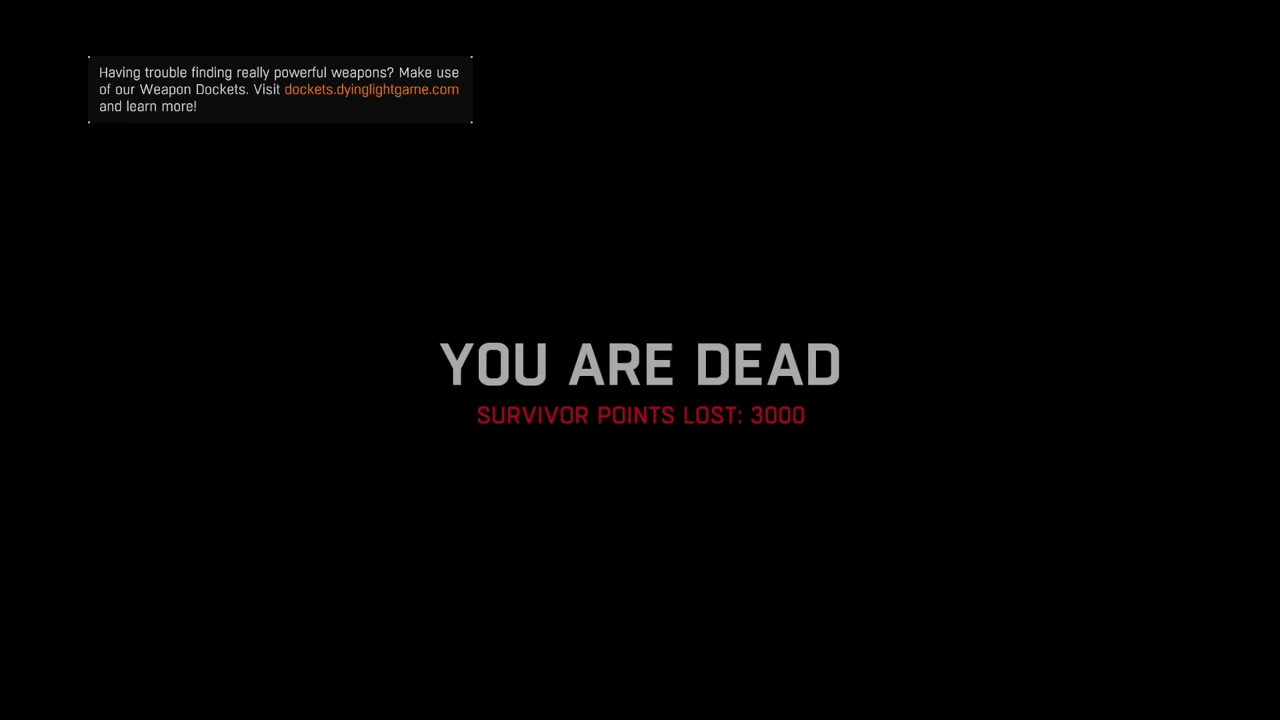 Having trouble finding really powerful weapons? Make use
of our Weapon Dockets. Visit dockets.dyinglightgame.com
and learn more!
YOU ARE DEAD
SURVIVOR POINTS LOST: 3000